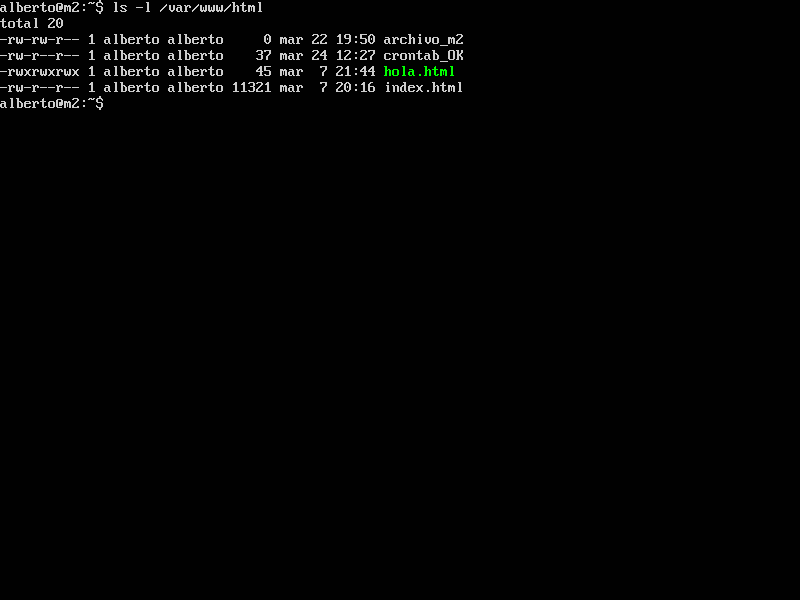 alberto@m2:~$ ls -l /var/www/html
total 20
-rw-rw-r-- 1 alberto alberto     0 mar 22 19:50 archivo_m2
-rw-r--r-- 1 alberto alberto    37 mar 24 12:27 crontab_OK
-rwxrwxrwx 1 alberto alberto    45 mar  7 21:44 hola.html
-rw-r--r-- 1 alberto alberto 11321 mar  7 20:16 index.html
alberto@m2:~$